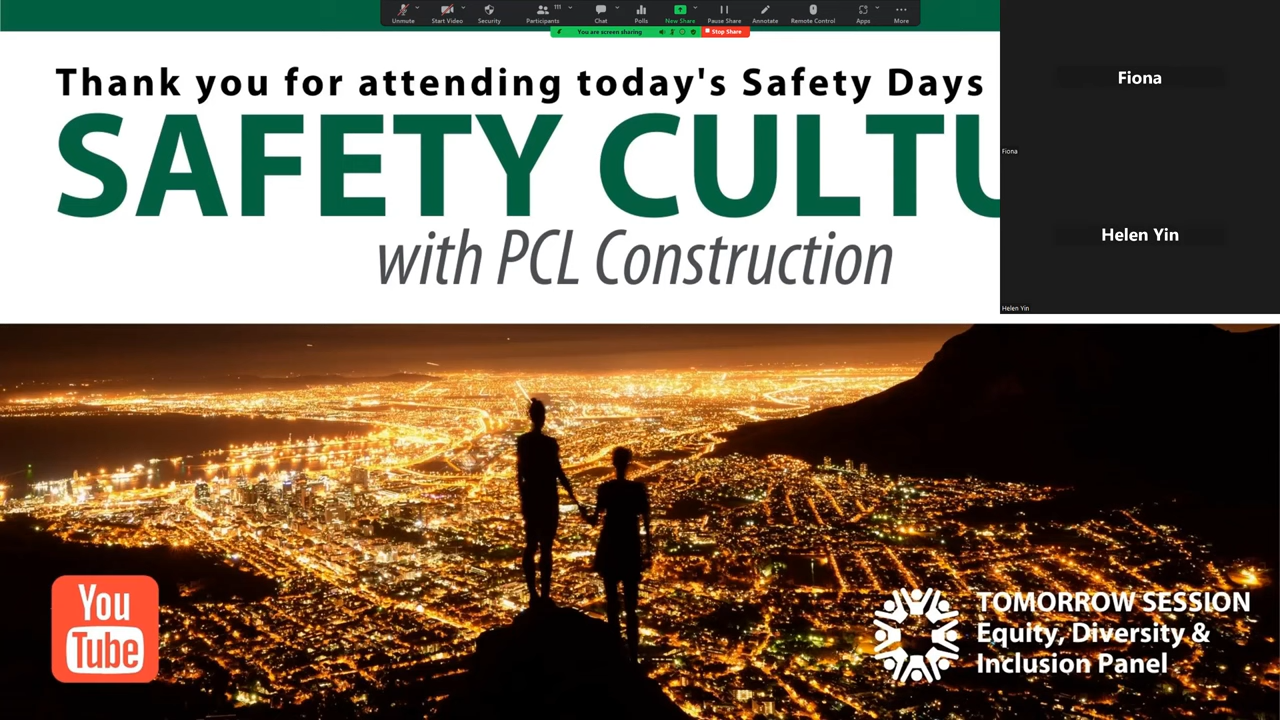 Unmute
Start Video
Security
Participants
111
Chat
Polls
New Share
Pause Share
Annotate
Remote Control
Apps
More
You are screen sharing
Stop Share
Thank you for attending today's Safety Days
SAFETY CULTU
with PCL Construction
Fiona
Fiona
Helen Yin
Helen Yin
You
Tube
TOMORROW SESSION
Equity, Diversity &
Inclusion Panel